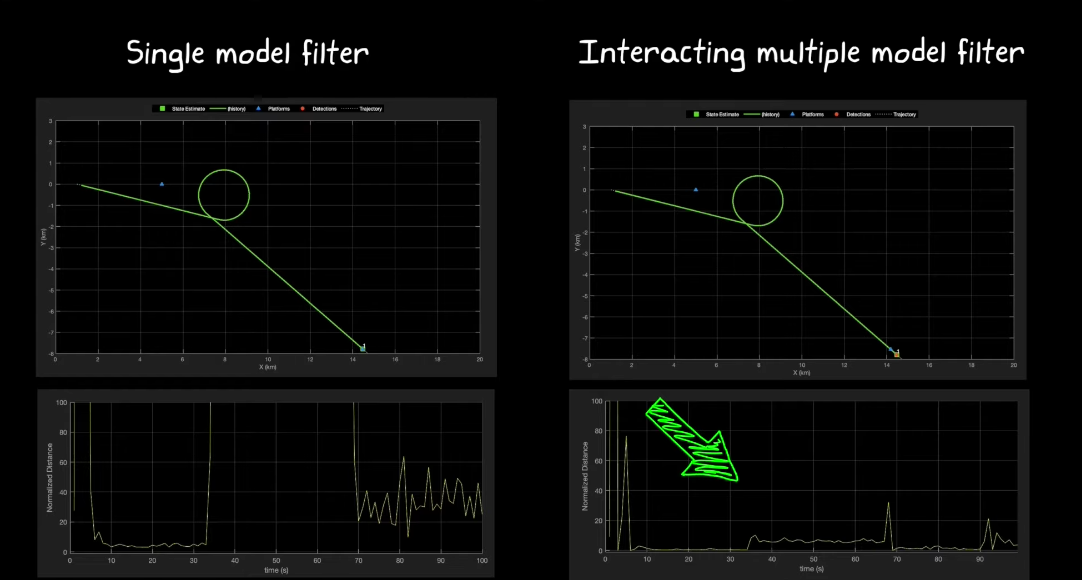 Single model filter
Interacting multiple model filter
State Estimate (history) Platforms Detections Trajectory
State Estimate (history) Platforms Detections Trajectory
3
2
1
0
-1
-2
-3
-4
-5
-6
-7
-8
Y (km)
0 2 4 6 8 10 12 14 16 18 20
X (km)
1
3
2
1
0
-1
-2
-3
-4
-5
-6
-7
-8
Y (km)
0 2 4 6 8 10 12 14 16 18 20
X (km)
1
100
80
60
40
20
0
Normalized Distance
0 10 20 30 40 50 60 70 80 90 100
time (s)
100
80
60
40
20
0
Normalized Distance
0 10 20 30 40 50 60 70 80 90
time (s)